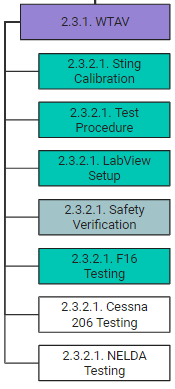 2.3.1. WTAV
2.3.2.1. Sting
Calibration
2.3.2.1. Test
Procedure
2.3.2.1. LabView
Setup
2.3.2.1. Safety
Verification
2.3.2.1. F16
Testing
2.3.2.1. Cessna
206 Testing
2.3.2.1. NELDA
Testing